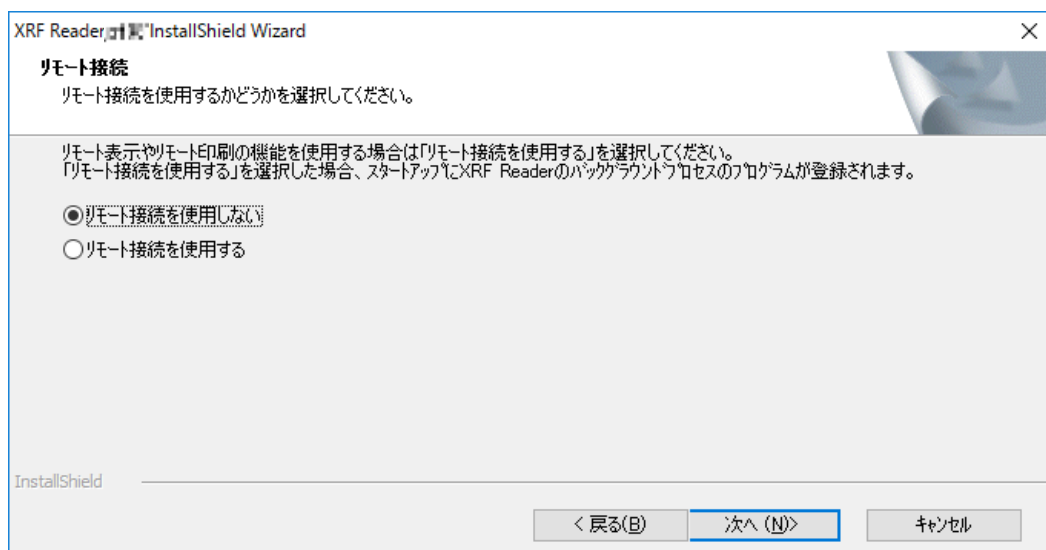 XRF Reader InstallShield Wizard
リモート接続
リモート接続を使用するかどうかを選択してください。
リモート表示やリモート印刷の機能を使用する場合は「リモート接続を使用する」を選択してください。
「リモート接続を使用する」を選択した場合、スタートアップにXRF Readerのバックグラウンドプロセスのプログラムが登録されます。
リモート接続を使用しない
リモート接続を使用する
InstallShield
< 戻る(B)
次へ (N)>
キャンセル